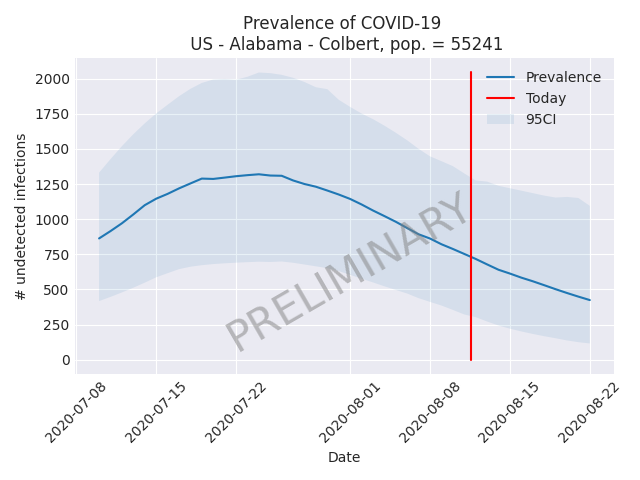 Prevalence of COVID-19
US - Alabama - Colbert, pop. = 55241
# undetected infections
2000
1750
1500
1250
1000
750
500
250
0
Prevalence
Today
95CI
PRELIMINARY
2020-07-08
2020-07-15
2020-07-22
2020-08-01
2020-08-08
2020-08-15
2020-08-22
Date